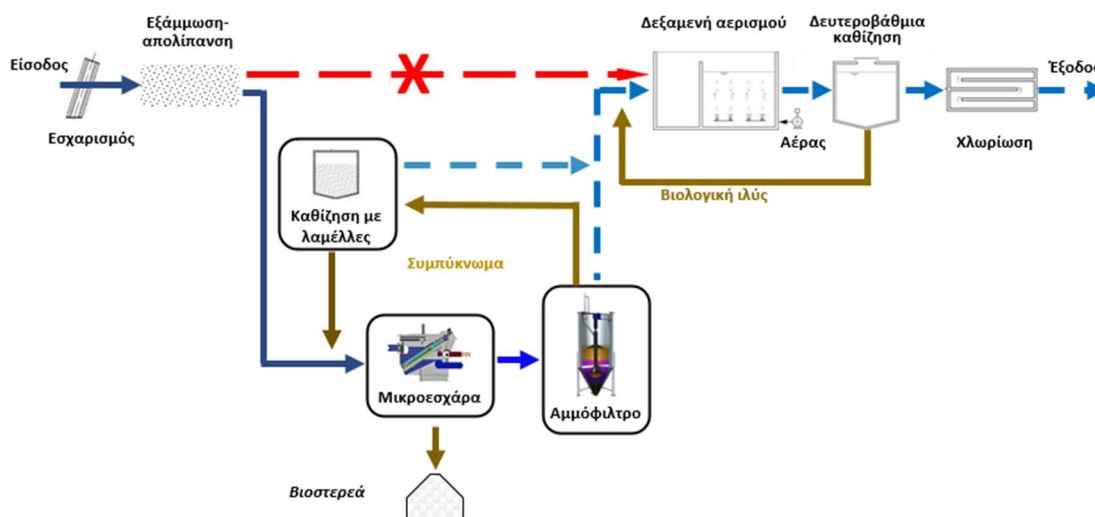 Εξάμμωση-
απολίπανση
Δεξαμενή αερισμού
Δευτεροβάθμια
καθίζηση
Είσοδος
Έξοδος
Εσχαρισμός
Αέρας
Χλωρίωση
Βιολογική ιλύς
Καθίζηση με
λαμέλλες
Συμπύκνωμα
Μικροεσχάρα
Αμμόφιλτρο
Βιοστερεά